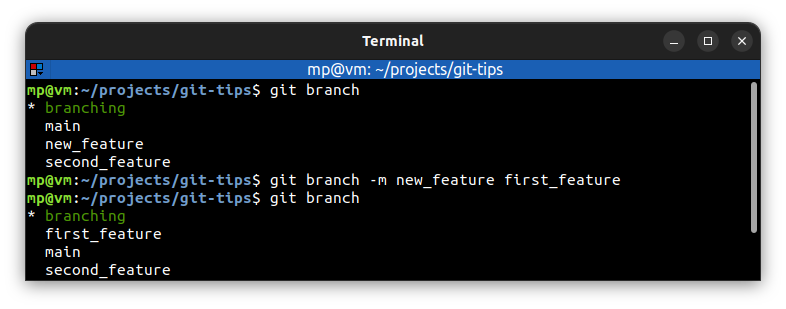 Terminal
mp@vm: ~/projects/git-tips
mp@vm:~/projects/git-tips$ git branch
* branching
  main
  new_feature
  second_feature
mp@vm:~/projects/git-tips$ git branch -m new_feature first_feature
mp@vm:~/projects/git-tips$ git branch
* branching
  first_feature
  main
  second_feature